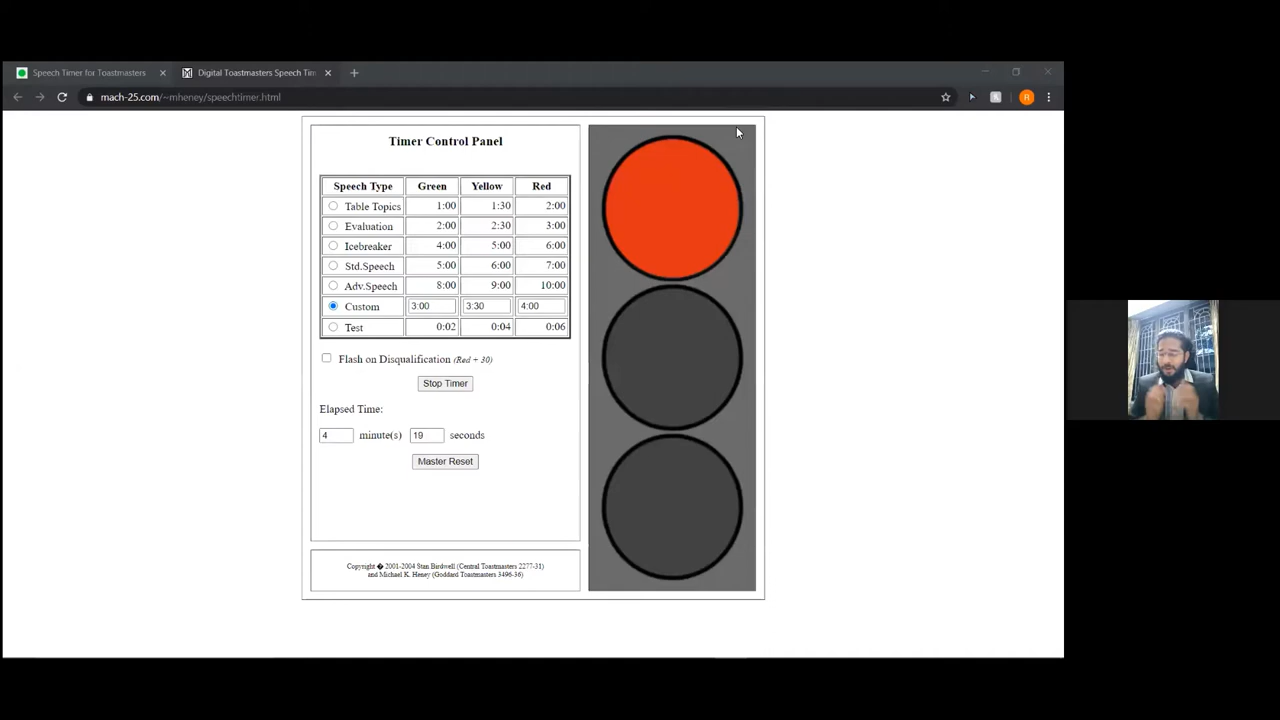 Speech Timer for Toastmasters
Digital Toastmasters Speech Tim
mach-25.com/~mheney/speechtimer.html
R
Timer Control Panel
Speech Type Green Yellow Red
Table Topics 1:00 1:30 2:00
Evaluation 2:00 2:30 3:00
Icebreaker 4:00 5:00 6:00
Std.Speech 5:00 6:00 7:00
Adv.Speech 8:00 9:00 10:00
Custom 3:00 3:30 4:00
Test 0:02 0:04 0:06
Flash on Disqualification (Red + 30)
Stop Timer
Elapsed Time:
4 minute(s) 19 seconds
Master Reset
Copyright � 2001-2004 Stan Birdwell (Central Toastmasters 2277-31)
and Michael K. Heney (Goddard Toastmasters 3496-36)